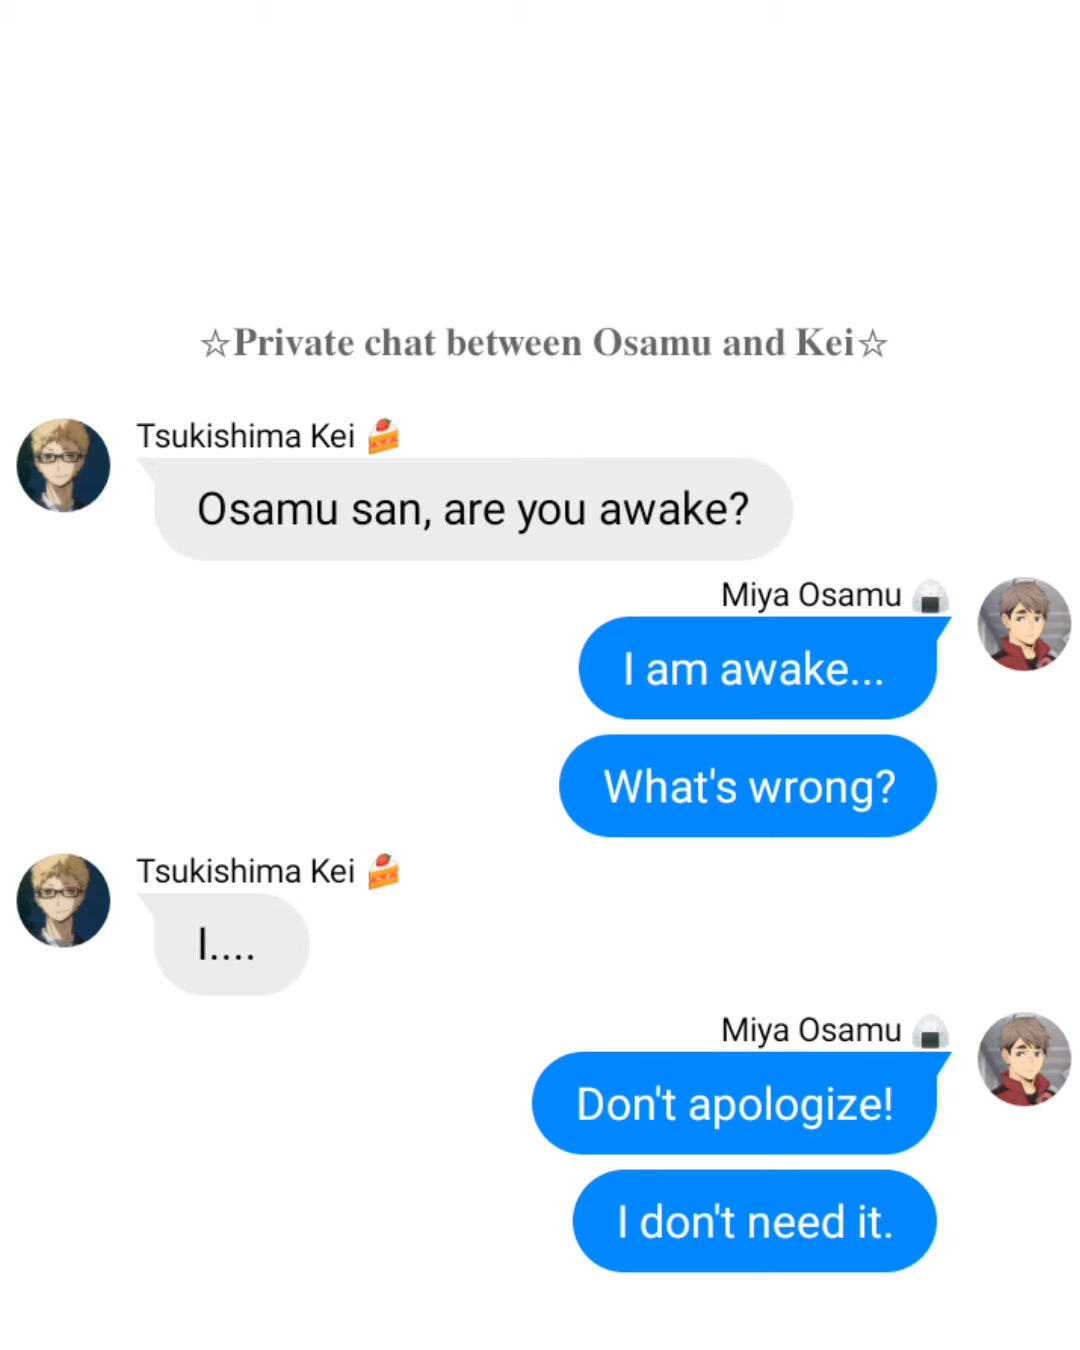 ☆Private chat between Osamu and Kei☆
Tsukishima Kei 🍰
Osamu san, are you awake?
Miya Osamu 🍙
I am awake...
What's wrong?
Tsukishima Kei 🍰
I....
Miya Osamu 🍙
Don't apologize!
I don't need it.